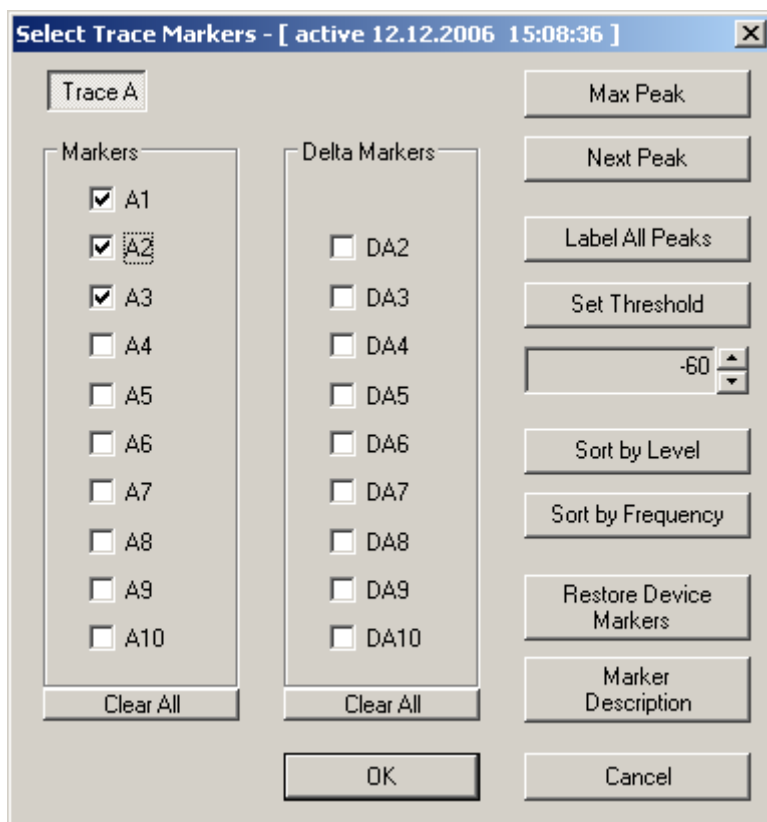 Select Trace Markers - [ active 12.12.2006  15:08:36 ]
Trace A
Markers
A1
A2
A3
A4
A5
A6
A7
A8
A9
A10
Clear All
Delta Markers
DA2
DA3
DA4
DA5
DA6
DA7
DA8
DA9
DA10
Clear All
Max Peak
Next Peak
Label All Peaks
Set Threshold
-60
Sort by Level
Sort by Frequency
Restore Device
Markers
Marker
Description
OK
Cancel